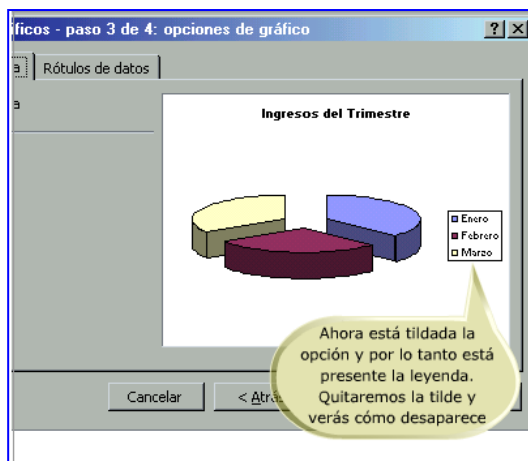 ficos - paso 3 de 4: opciones de gráfico
a
Rótulos de datos
a
Ingresos del Trimestre
Enero
Febrero
Marzo
Ahora está tildada la
opción y por lo tanto está
presente la leyenda.
Quitaremos la tilde y
verás cómo desaparece
Cancelar
< Atrás